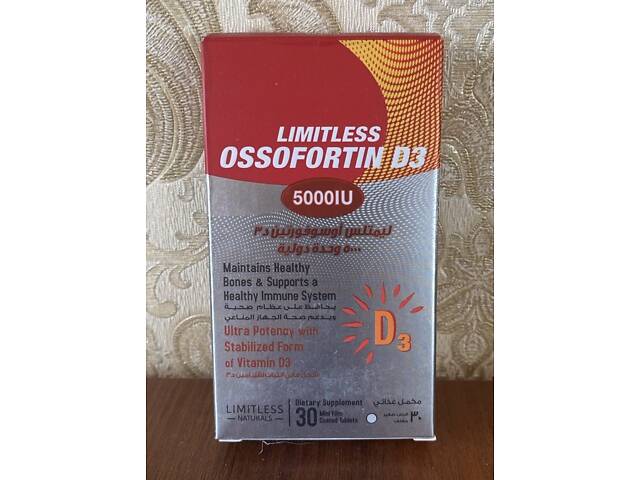 LIMITLESS
OSSOFORTIN D3
5000IU
ليمتلس أوسوفورتين د٣
٥٠٠٠ وحدة دولية
Maintains Healthy
Bones & Supports a
Healthy Immune System
يحافظ على عظام صحية
ويدعم صحة الجهاز المناعي
Ultra Potency with
Stabilized Form
of Vitamin D3
D3
LIMITLESS
NATURALS
Dietary Supplement
30 Mini Film
Coated Tablets
مكمل غذائي
٣٠